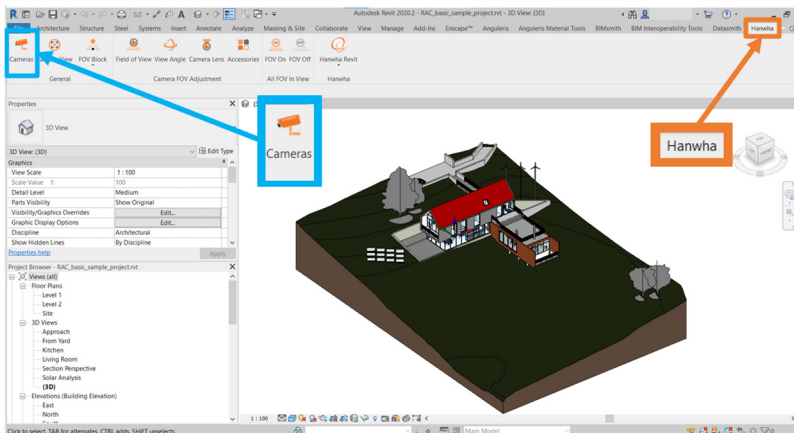 Autodesk Revit 2020.2 - RAC_basic_sample_project.rvt - 3D View: {3D}
File Architecture Structure Steel Systems Insert Annotate Analyze Massing & Site Collaborate View Manage Add-Ins Enscape™ Anguleris Anguleris Material Tools BIMsmith BIM Interoperability Tools Datasmith Hanwha
Cameras View FOV Block Field of View View Angle Camera Lens Accessories FOV On FOV Off Hanwha Revit
General Camera FOV Adjustment All FOV In View Hanwha
Properties
3D View
Cameras
Hanwha
3D View: {3D} Edit Type
Graphics
View Scale 1 : 100
Scale Value 1: 100
Detail Level Medium
Parts Visibility Show Original
Visibility/Graphics Overrides Edit...
Graphic Display Options Edit...
Discipline Architectural
Show Hidden Lines By Discipline
Properties help Apply
Project Browser - RAC_basic_sample_project.rvt
Views (all)
Floor Plans
Level 1
Level 2
Site
3D Views
Approach
From Yard
Kitchen
Living Room
Section Perspective
Solar Analysis
{3D}
Elevations (Building Elevation)
East
North
1 : 100
Click to select, TAB for alternates, CTRL adds, SHIFT unselects. :0 Main Model